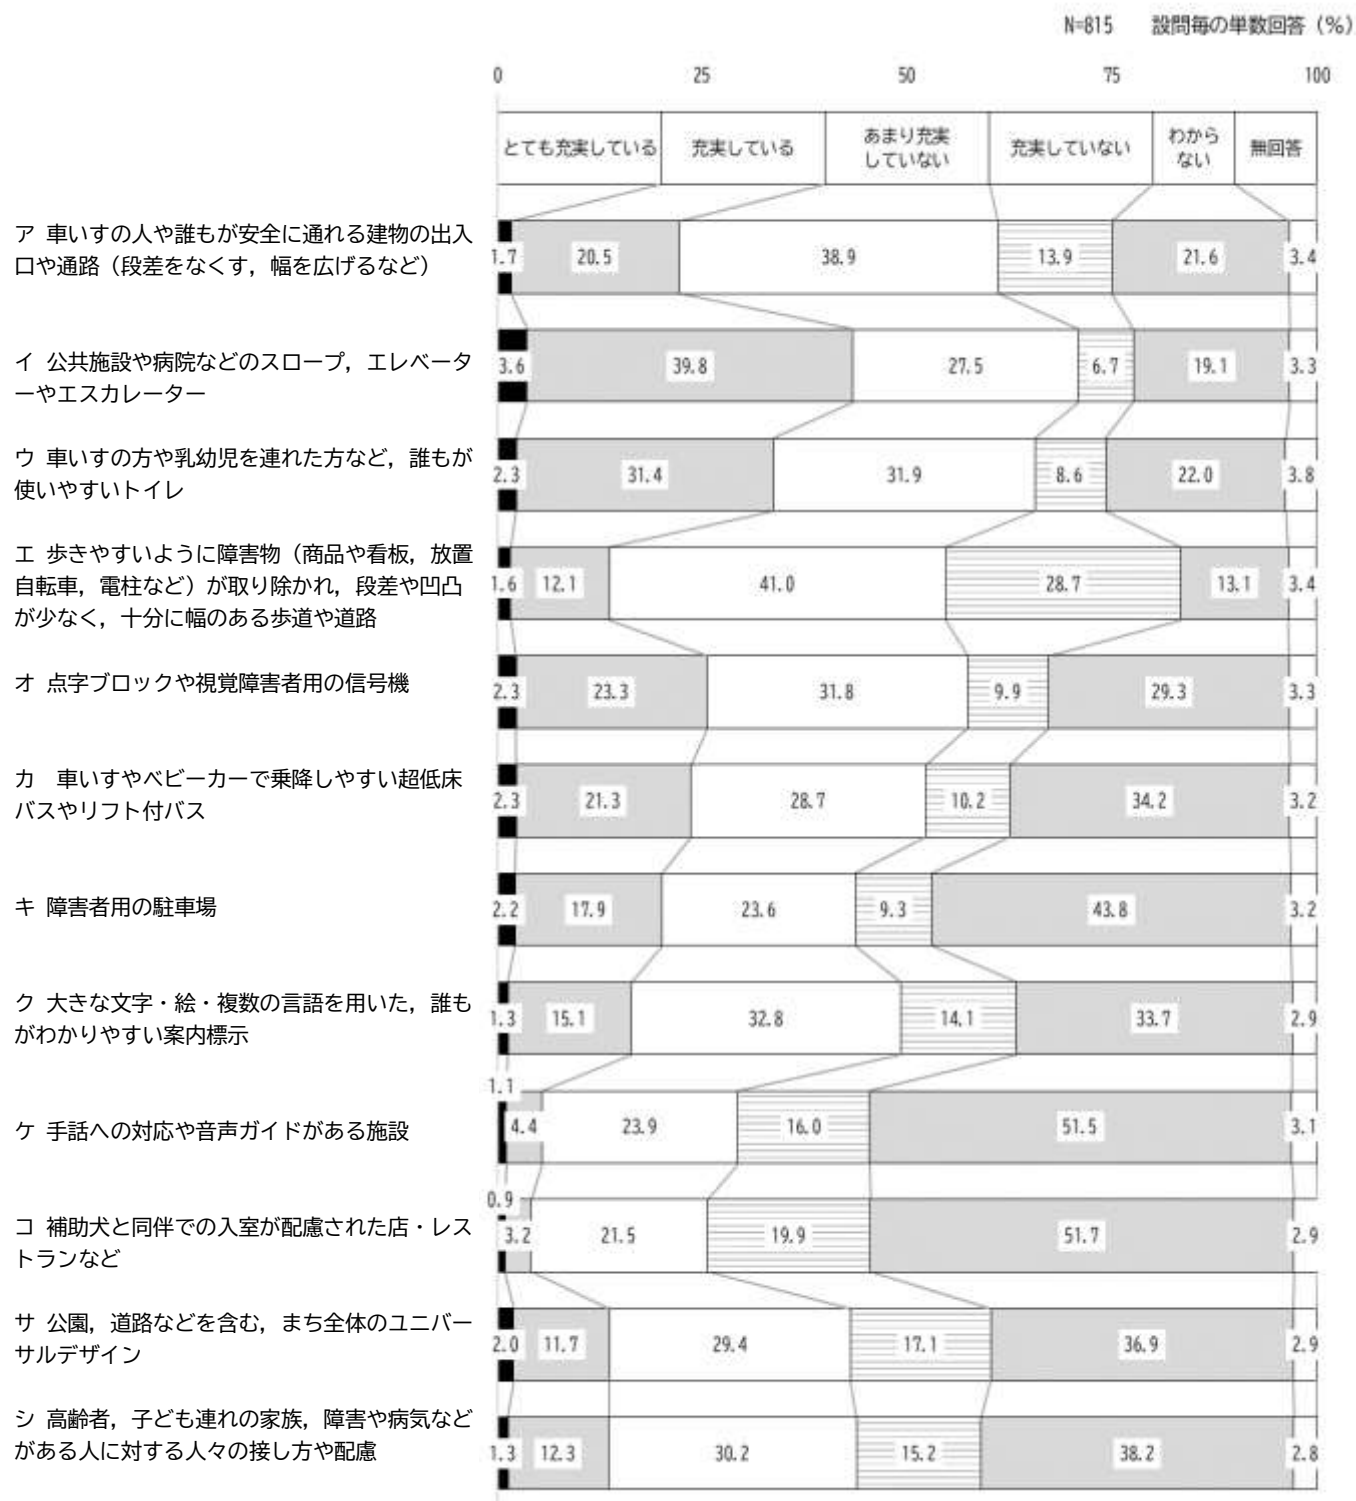 N=815 設問毎の単数回答（%）
0 25 50 75 100
とても充実している 充実している あまり充実 充実していない わから 無回答
していない ない
ア 車いすの人や誰もが安全に通れる建物の出入
口や通路（段差をなくす，幅を広げるなど）
1.7 20.5 38.9 13.9 21.6 3.4
イ 公共施設や病院などのスロープ，エレベータ
ーやエスカレーター
3.6 39.8 27.5 6.7 19.1 3.3
ウ 車いすの方や乳幼児を連れた方など，誰もが
使いやすいトイレ
2.3 31.4 31.9 8.6 22.0 3.8
エ 歩きやすいように障害物（商品や看板，放置
自転車，電柱など）が取り除かれ，段差や凹凸
が少なく，十分に幅のある歩道や道路
1.6 12.1 41.0 28.7 13.1 3.4
オ 点字ブロックや視覚障害者用の信号機
2.3 23.3 31.8 9.9 29.3 3.3
カ　車いすやベビーカーで乗降しやすい超低床
バスやリフト付バス
2.3 21.3 28.7 10.2 34.2 3.2
キ 障害者用の駐車場
2.2 17.9 23.6 9.3 43.8 3.2
ク 大きな文字・絵・複数の言語を用いた，誰も
がわかりやすい案内標示
1.3 15.1 32.8 14.1 33.7 2.9
ケ 手話への対応や音声ガイドがある施設
1.1 4.4 23.9 16.0 51.5 3.1
コ 補助犬と同伴での入室が配慮された店・レス
トランなど
0.9 3.2 21.5 19.9 51.7 2.9
サ 公園，道路などを含む，まち全体のユニバー
サルデザイン
2.0 11.7 29.4 17.1 36.9 2.9
シ 高齢者，子ども連れの家族，障害や病気など
がある人に対する人々の接し方や配慮
1.3 12.3 30.2 15.2 38.2 2.8